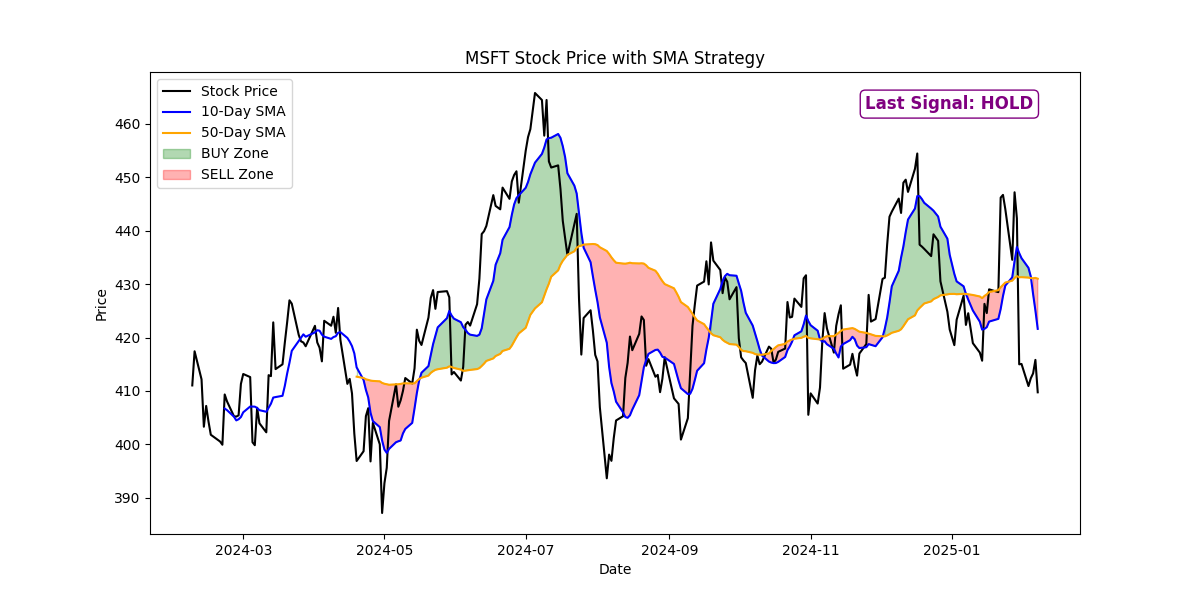 MSFT Stock Price with SMA Strategy
Stock Price
10-Day SMA
50-Day SMA
BUY Zone
SELL Zone
Last Signal: HOLD
Price
460
450
440
430
420
410
400
390
2024-03
2024-05
2024-07
2024-09
2024-11
2025-01
Date